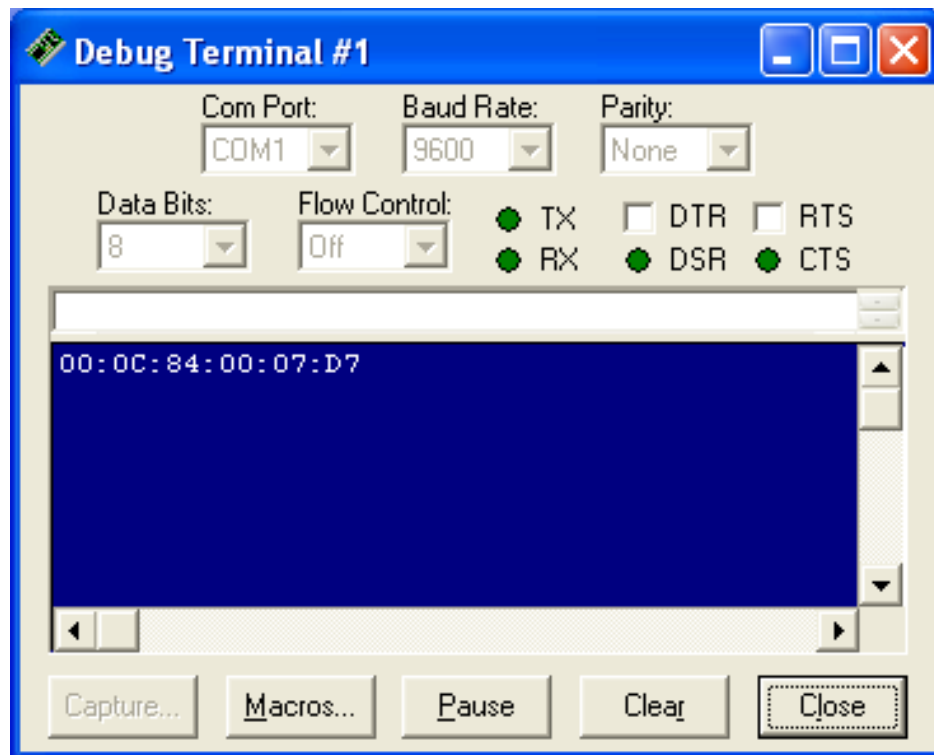 Debug Terminal #1
Com Port: Baud Rate: Parity:
COM1 9600 None
Data Bits: Flow Control: TX DTR RTS
8 Off RX DSR CTS
00:0C:84:00:07:D7
Capture... Macros... Pause Clear Close